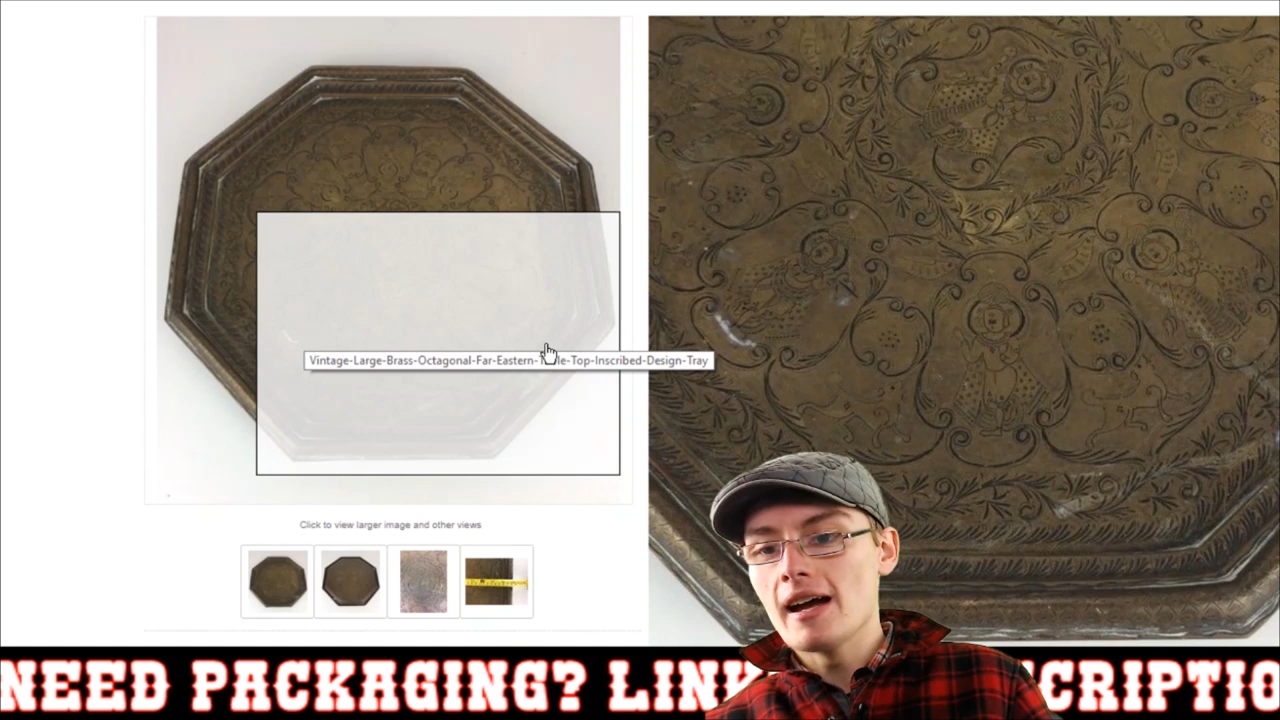 Vintage-Large-Brass-Octagonal-Far-Eastern- le-Top-Inscribed-Design-Tray
Click to view larger image and other views
NEED PACKAGING? LINK CRIPTIO